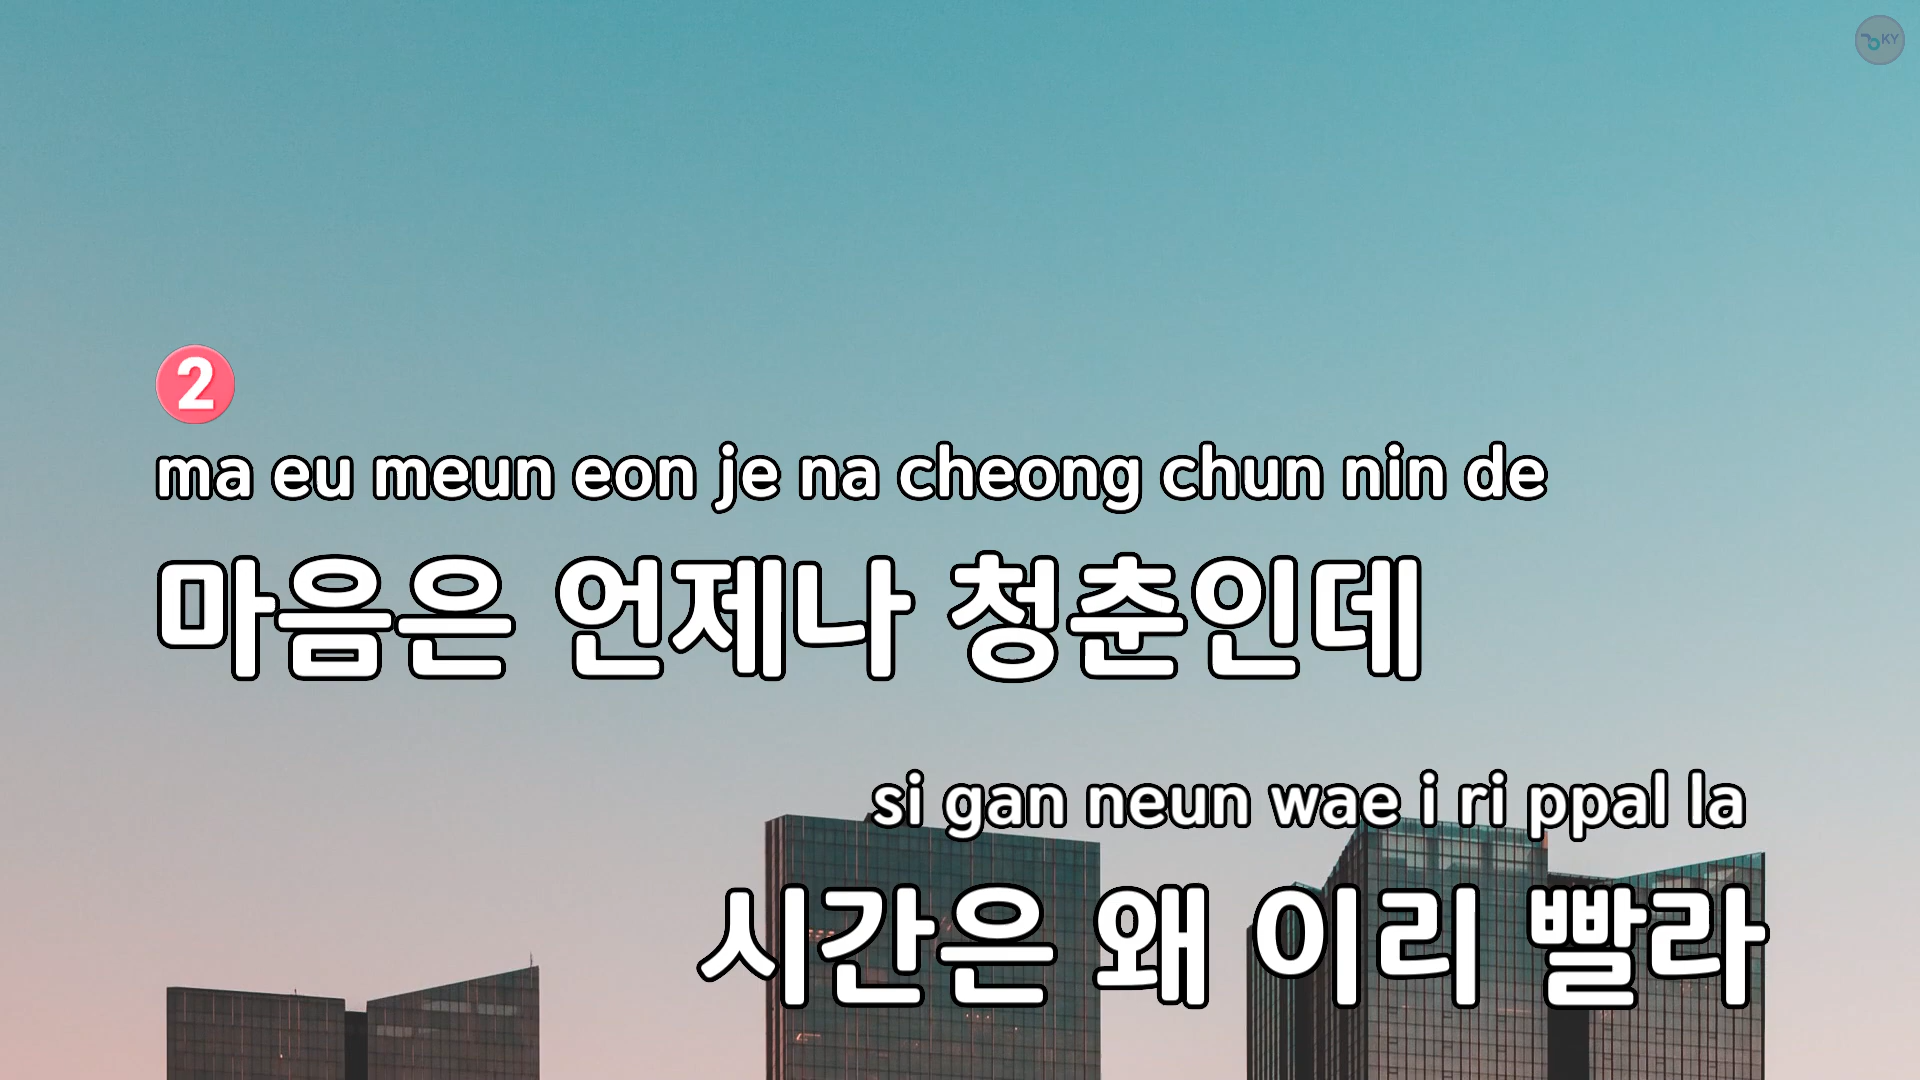 KY
2
ma eu meun eon je na cheong chun nin de
마음은 언제나 청춘인데
si gan neun wae i ri ppal la
시간은 왜 이리 빨라